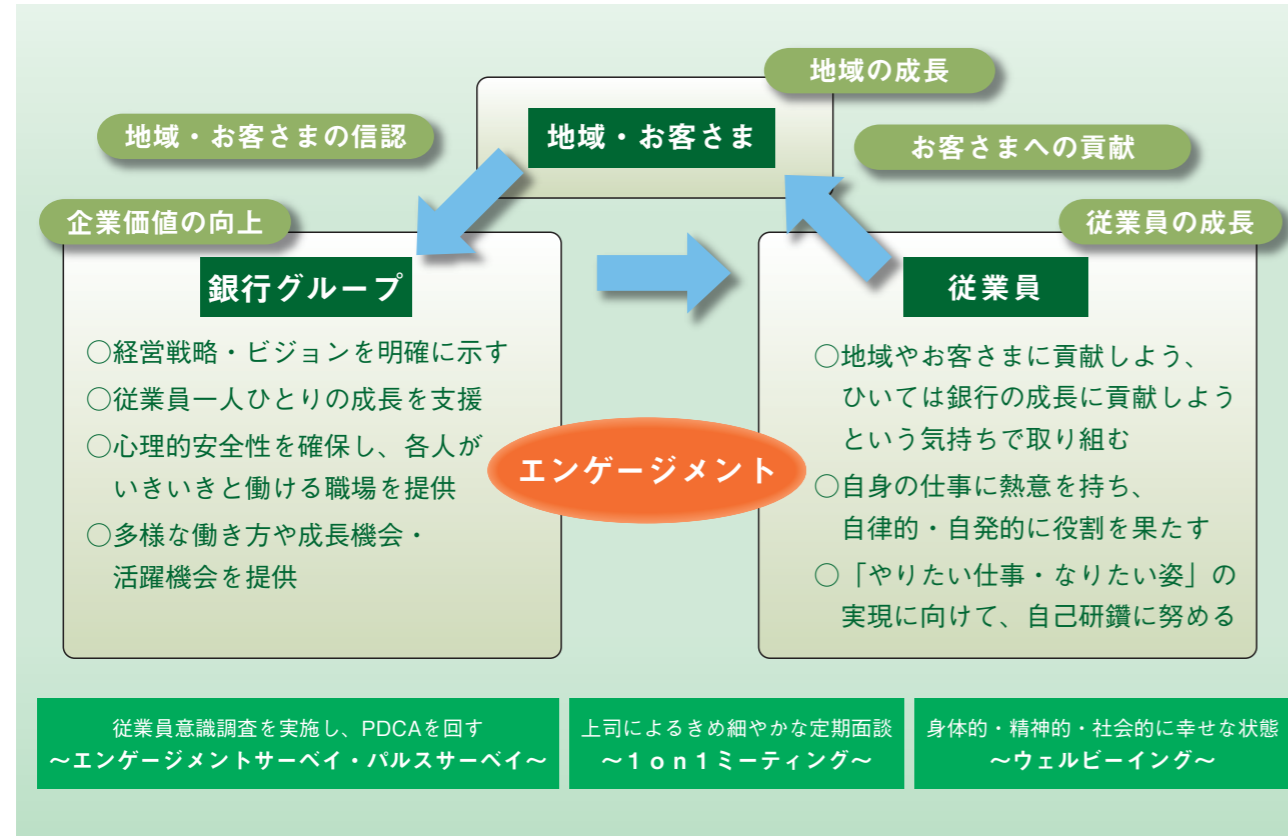 地域の成長
地域・お客さまの信認
地域・お客さま
お客さまへの貢献
企業価値の向上
従業員の成長
銀行グループ
○経営戦略・ビジョンを明確に示す
○従業員一人ひとりの成長を支援
○心理的安全性を確保し、各人が
いきいきと働ける職場を提供
○多様な働き方や成長機会・
活躍機会を提供
エンゲージメント
従業員
○地域やお客さまに貢献しよう、
ひいては銀行の成長に貢献しよう
という気持ちで取り組む
○自身の仕事に熱意を持ち、
自律的・自発的に役割を果たす
○「やりたい仕事・なりたい姿」の
実現に向けて、自己研鑽に努める
従業員意識調査を実施し、PDCAを回す
～エンゲージメントサーベイ・パルスサーベイ～
上司によるきめ細やかな定期面談
～1on1ミーティング～
身体的・精神的・社会的に幸せな状態
～ウェルビーイング～